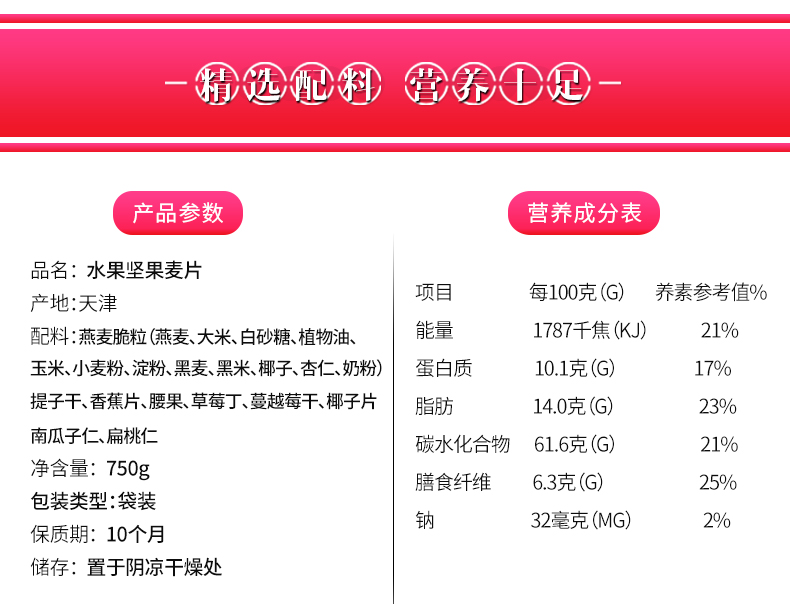 精选配料 营养十足
产品参数
品名：水果坚果麦片
产地：天津
配料：燕麦脆粒（燕麦、大米、白砂糖、植物油、
玉米、小麦粉、淀粉、黑麦、黑米、椰子、杏仁、奶粉）
提子干、香蕉片、腰果、草莓丁、蔓越莓干、椰子片
南瓜子仁、扁桃仁
净含量：750g
包装类型：袋装
保质期：10个月
储存：置于阴凉干燥处
营养成分表
项目 每100克（G） 养素参考值%
能量 1787千焦（KJ） 21%
蛋白质 10.1克（G） 17%
脂肪 14.0克（G） 23%
碳水化合物 61.6克（G） 21%
膳食纤维 6.3克（G） 25%
钠 32毫克（MG） 2%